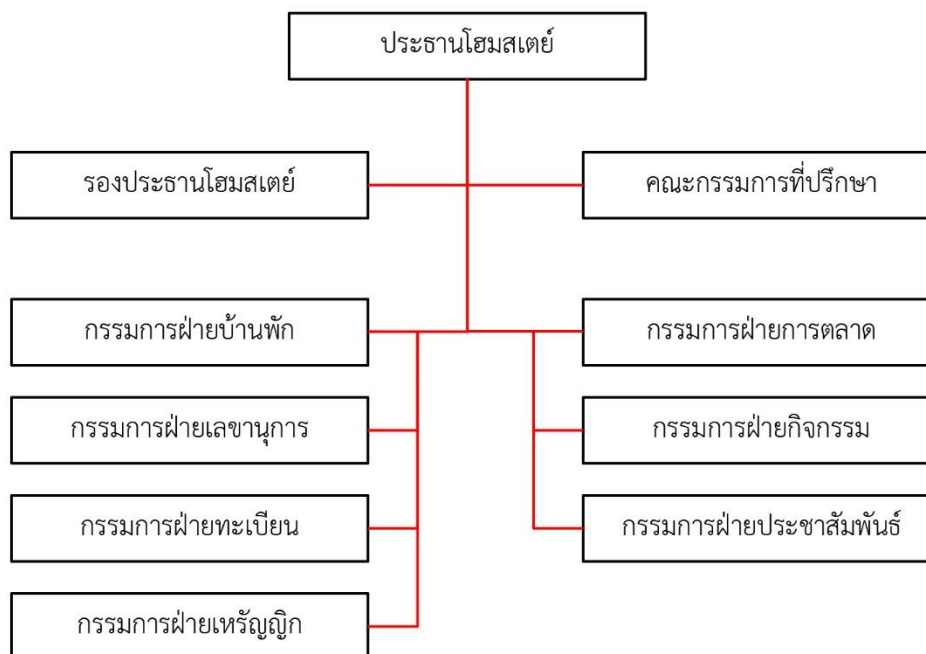 ประธานโฮมสเตย์
รองประธานโฮมสเตย์
คณะกรรมการที่ปรึกษา
กรรมการฝ่ายบ้านพัก
กรรมการฝ่ายการตลาด
กรรมการฝ่ายเลขานุการ
กรรมการฝ่ายกิจกรรม
กรรมการฝ่ายทะเบียน
กรรมการฝ่ายประชาสัมพันธ์
กรรมการฝ่ายเหรัญญิก